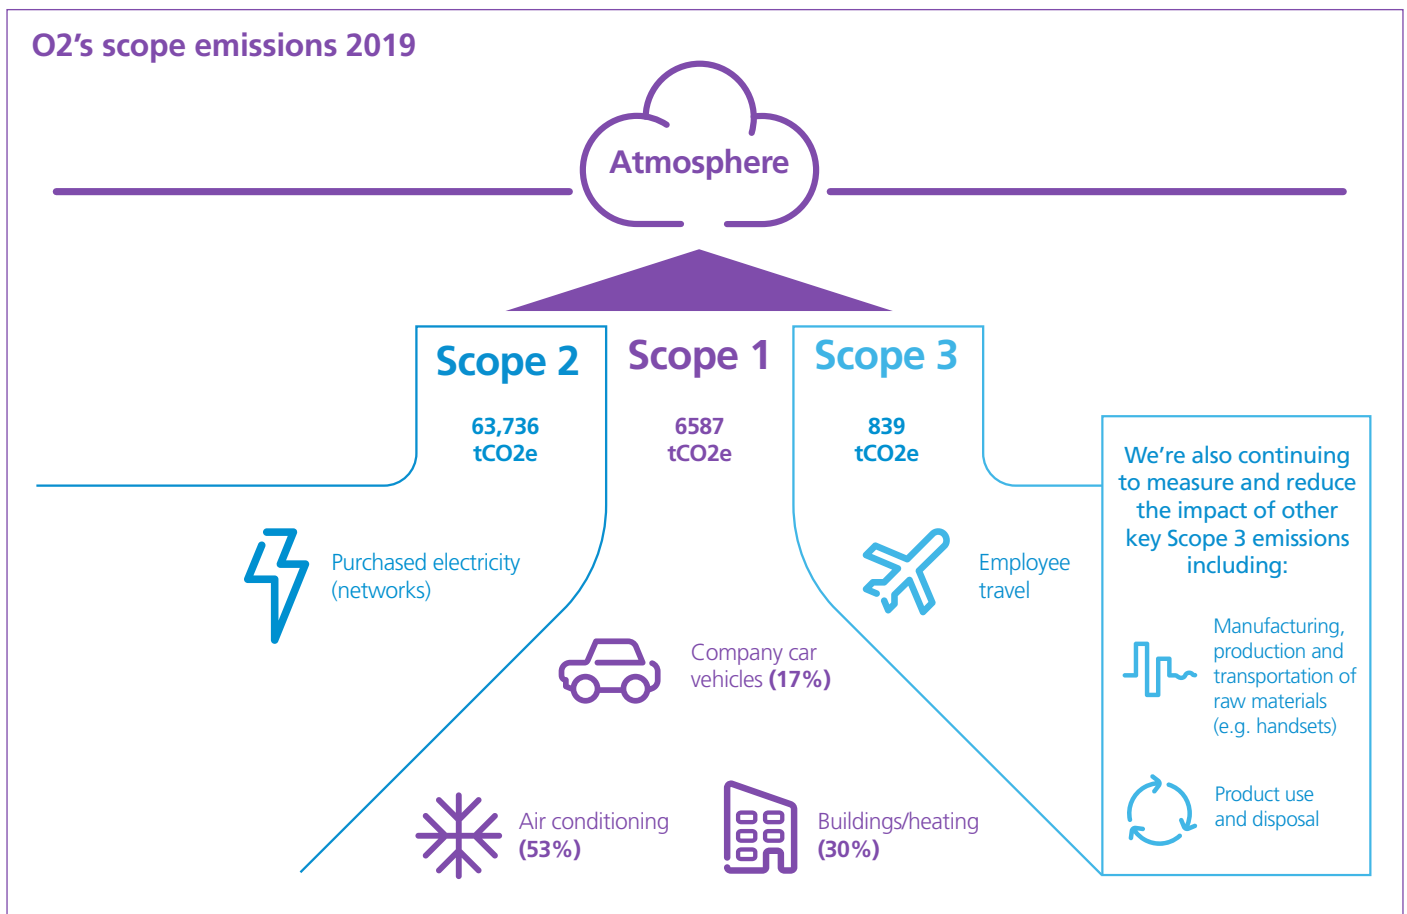 O2's scope emissions 2019
Atmosphere
Scope 2
63,736
tCO2e
Scope 1
6587
tCO2e
Scope 3
839
tCO2e
Purchased electricity
(networks)
Company car
vehicles (17%)
Air conditioning
(53%)
Buildings/heating
(30%)
Employee
travel
We're also continuing
to measure and reduce
the impact of other
key Scope 3 emissions
including:
Manufacturing,
production and
transportation of
raw materials
(e.g. handsets)
Product use
and disposal